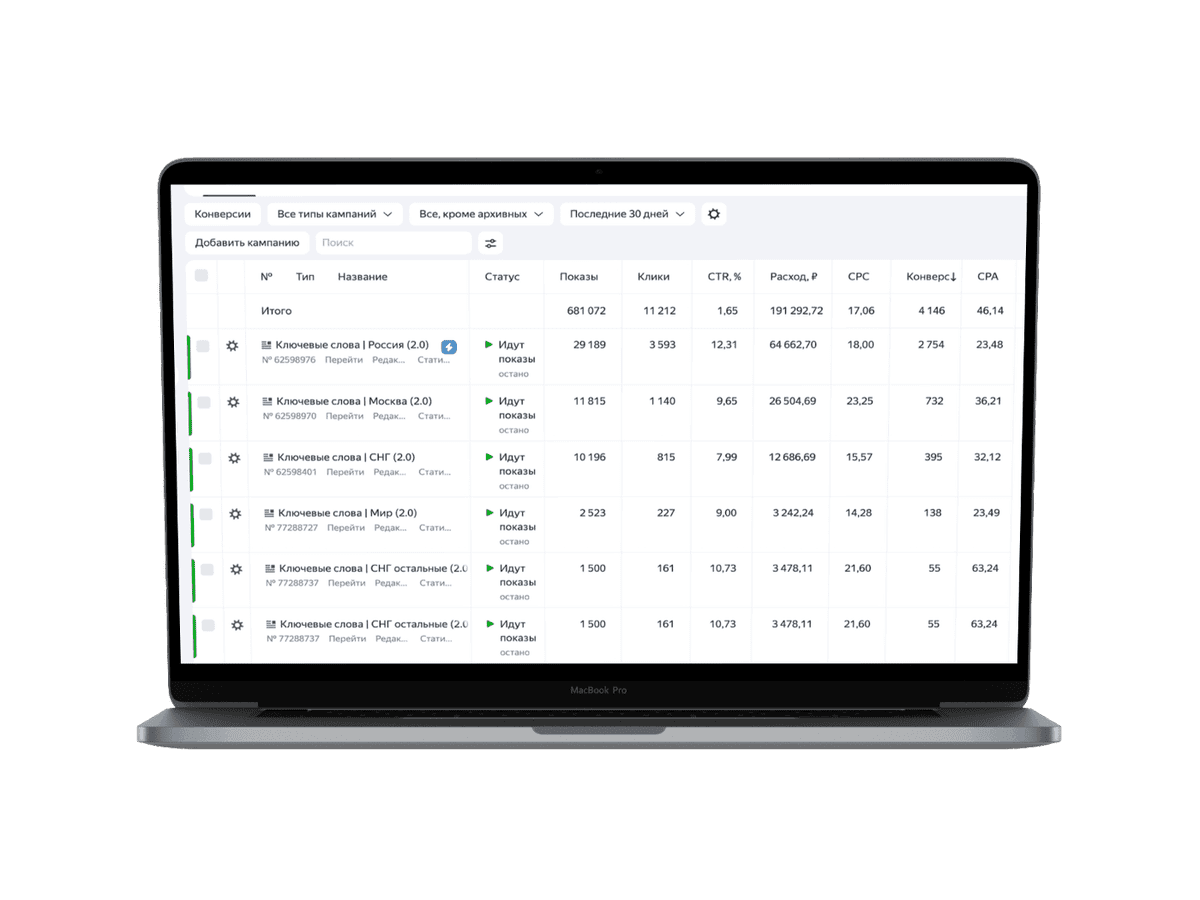 Конверсии Все типы кампаний Все, кроме архивных Последние 30 дней
Добавить кампанию Поиск
№ Тип Название Статус Показы Клики CTR, % Расход, ₽ CPC Конверс↓ CPA
Итого 681 072 11 212 1,65 191 292,72 17,06 4 146 46,14
Ключевые слова | Россия (2.0) Идут 29 189 3 593 12,31 64 662,70 18,00 2 754 23,48
№ 62598976 Перейти Редак... Стати... показы
остано
Ключевые слова | Москва (2.0) Идут 11 815 1 140 9,65 26 504,69 23,25 732 36,21
№ 62598970 Перейти Редак... Стати... показы
остано
Ключевые слова | СНГ (2.0) Идут 10 196 815 7,99 12 686,69 15,57 395 32,12
№ 62598401 Перейти Редак... Стати... показы
остано
Ключевые слова | Мир (2.0) Идут 2 523 227 9,00 3 242,24 14,28 138 23,49
№ 77288727 Перейти Редак... Стати... показы
остано
Ключевые слова | СНГ остальные (2.0 Идут 1 500 161 10,73 3 478,11 21,60 55 63,24
№ 77288737 Перейти Редак... Стати... показы
остано
Ключевые слова | СНГ остальные (2.0 Идут 1 500 161 10,73 3 478,11 21,60 55 63,24
№ 77288737 Перейти Редак... Стати... показы
остано
MacBook Pro